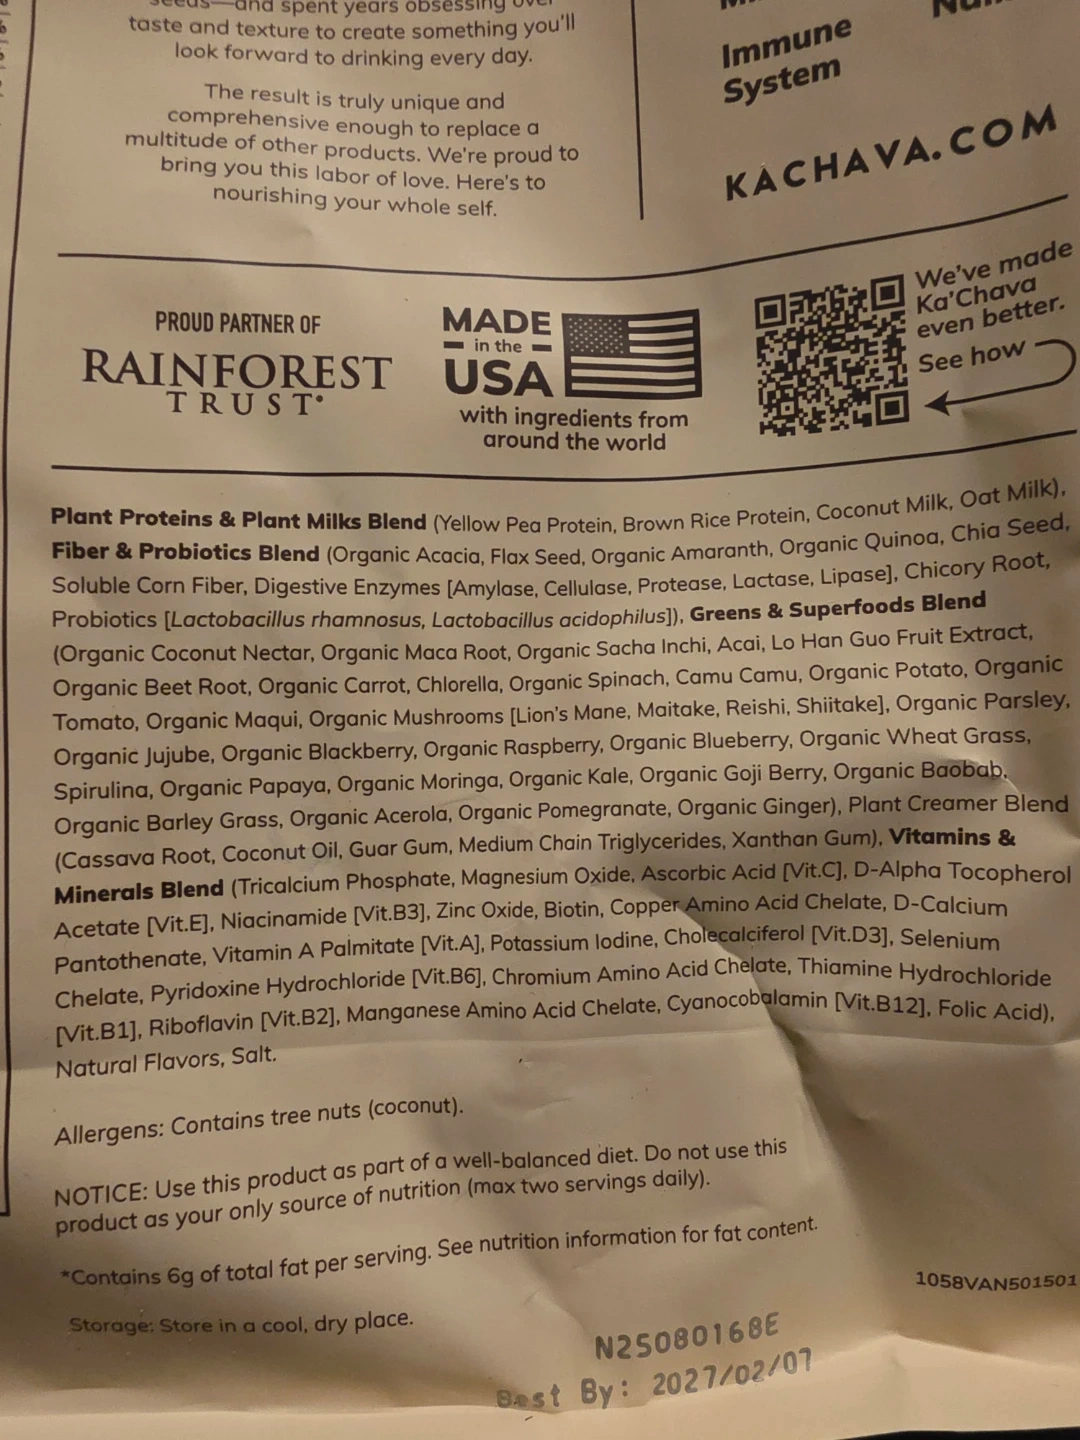 taste and texture to create something you'll
look forward to drinking every day.
The result is truly unique and
comprehensive enough to replace a
multitude of other products. We're proud to
bring you this labor of love. Here's to
nourishing your whole self.
Immune
System
KACHAVA.COM
PROUD PARTNER OF
RAINFOREST
TRUST
MADE
in the
USA
with ingredients from
around the world
We've made
Ka'Chava
even better.
See how
Plant Proteins & Plant Milks Blend (Yellow Pea Protein, Brown Rice Protein, Coconut Milk, Oat Milk),
Fiber & Probiotics Blend (Organic Acacia, Flax Seed, Organic Amaranth, Organic Quinoa, Chia Seed,
Soluble Corn Fiber, Digestive Enzymes [Amylase, Cellulase, Protease, Lactase, Lipase], Chicory Root,
Probiotics [Lactobacillus rhamnosus, Lactobacillus acidophilus]), Greens & Superfoods Blend
(Organic Coconut Nectar, Organic Maca Root, Organic Sacha Inchi, Acai, Lo Han Guo Fruit Extract,
Organic Beet Root, Organic Carrot, Chlorella, Organic Spinach, Camu Camu, Organic Potato, Organic
Tomato, Organic Maqui, Organic Mushrooms [Lion's Mane, Maitake, Reishi, Shiitake], Organic Parsley,
Organic Jujube, Organic Blackberry, Organic Raspberry, Organic Blueberry, Organic Wheat Grass,
Spirulina, Organic Papaya, Organic Moringa, Organic Kale, Organic Goji Berry, Organic Baobab,
Organic Barley Grass, Organic Acerola, Organic Pomegranate, Organic Ginger), Plant Creamer Blend
(Cassava Root, Coconut Oil, Guar Gum, Medium Chain Triglycerides, Xanthan Gum), Vitamins &
Minerals Blend (Tricalcium Phosphate, Magnesium Oxide, Ascorbic Acid [Vit.C], D-Alpha Tocopherol
Acetate [Vit.E], Niacinamide [Vit.B3], Zinc Oxide, Biotin, Copper Amino Acid Chelate, D-Calcium
Pantothenate, Vitamin A Palmitate [Vit.A], Potassium Iodine, Cholecalciferol [Vit.D3], Selenium
Chelate, Pyridoxine Hydrochloride [Vit.B6], Chromium Amino Acid Chelate, Thiamine Hydrochloride
[Vit.B1], Riboflavin [Vit.B2], Manganese Amino Acid Chelate, Cyanocobalamin [Vit.B12], Folic Acid),
Natural Flavors, Salt.
Allergens: Contains tree nuts (coconut).
NOTICE: Use this product as part of a well-balanced diet. Do not use this
product as your only source of nutrition (max two servings daily).
*Contains 6g of total fat per serving. See nutrition information for fat content.
Storage: Store in a cool, dry place.
1058VAN501501
N25080168E
Best By: 2027/02/07